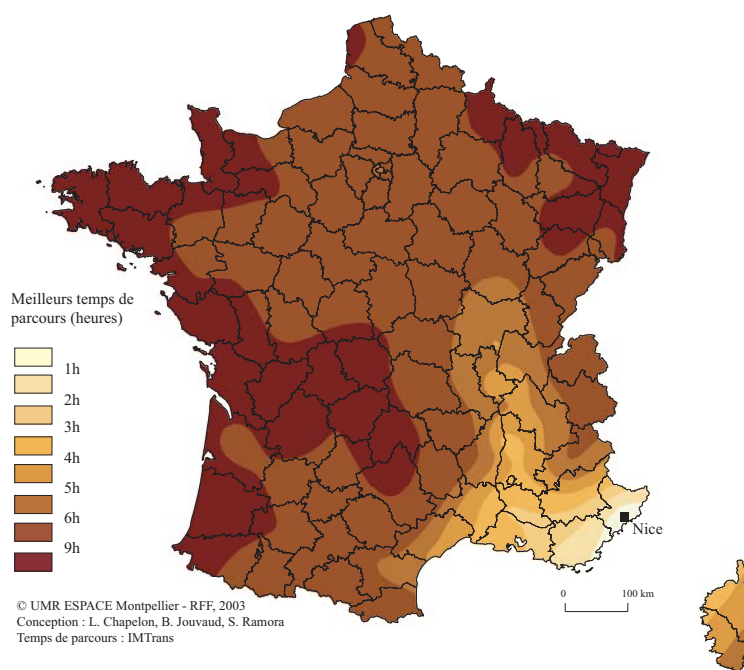 Meilleurs temps de
parcours (heures)
1h
2h
3h
4h
5h
6h
9h
Nice
0 100 km
© UMR ESPACE Montpellier - RFF, 2003
Conception : L. Chapelon, B. Jouvaud, S. Ramora
Temps de parcours : IMTrans